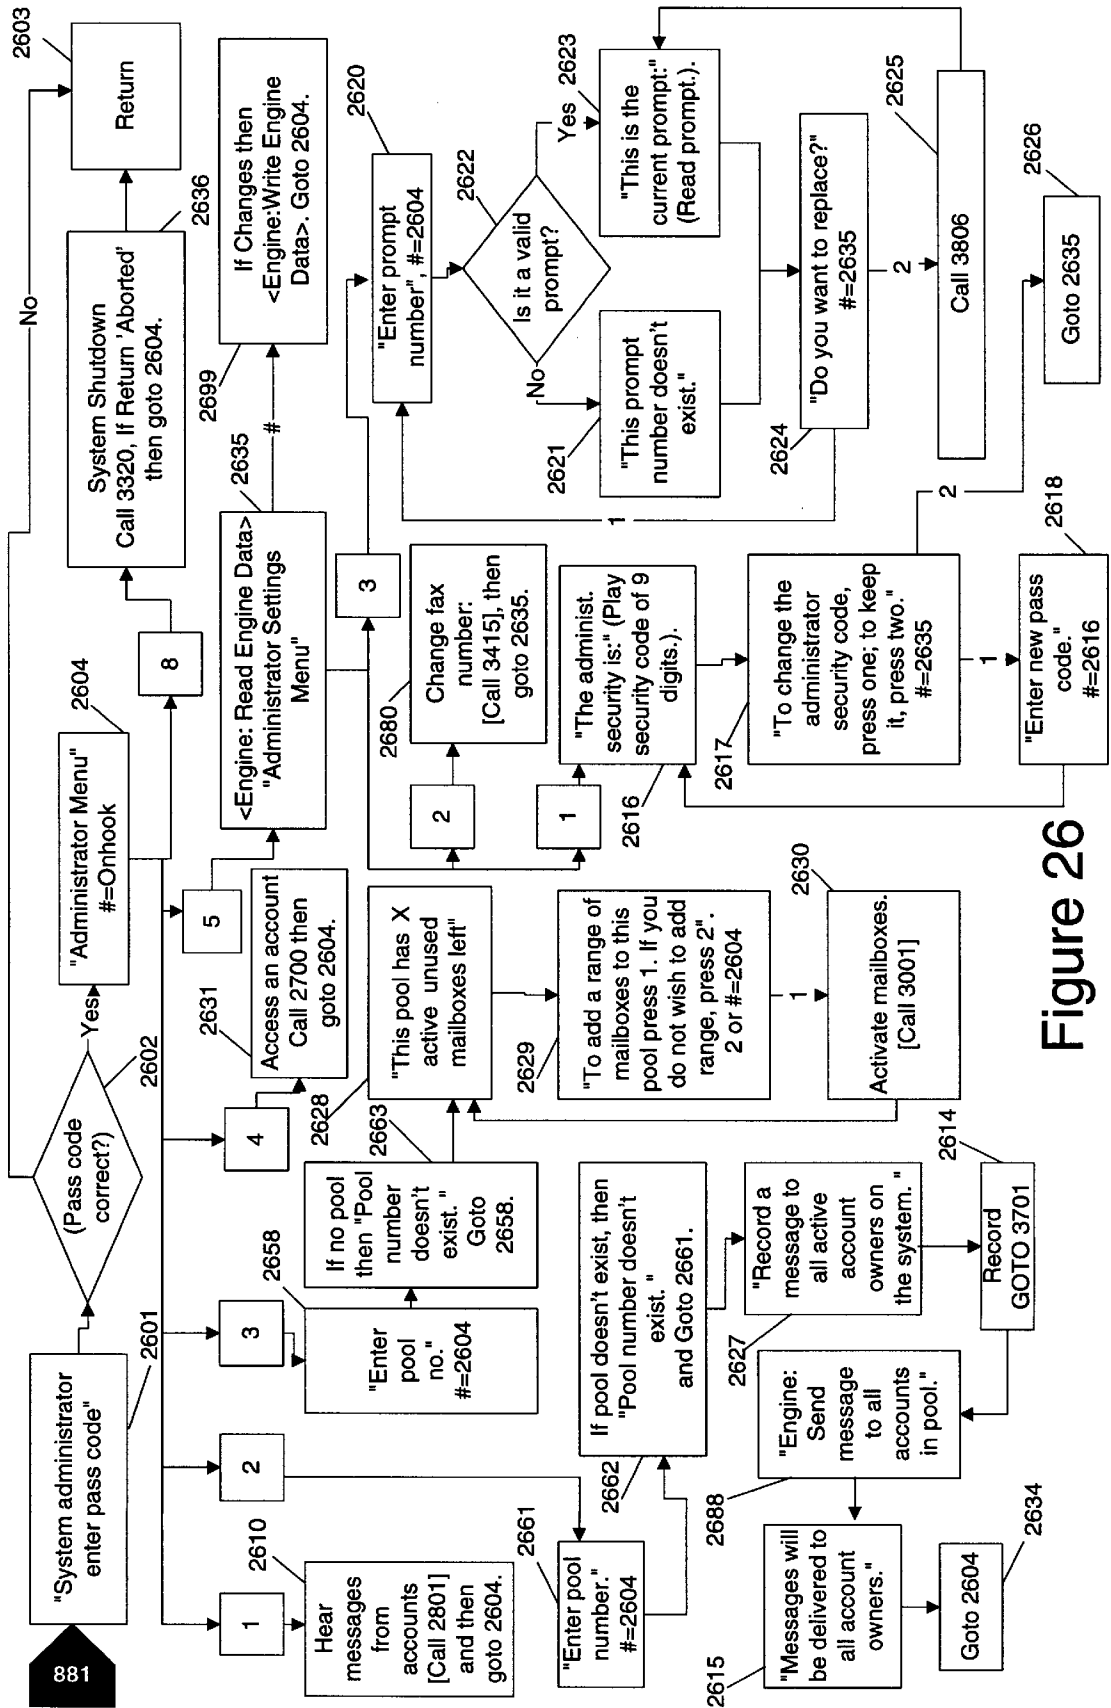 881
"System administrator
enter pass code"
2601
(Pass code
correct?)
2602
No
Yes
"Administrator Menu"
#=Onhook
2604
8
System Shutdown
Call 3320, If Return 'Aborted'
then goto 2604.
2636
Return
2603
1
2610
Hear
messages
from
accounts
[Call 2801]
and then
goto 2604.
2
2661
"Enter pool
number."
#=2604
2662
If pool doesn't exist, then
"Pool number doesn't
exist."
and Goto 2661.
2627
"Record a
message to
all active
account
owners on
the system. "
2614
Record
GOTO 3701
2688
"Engine:
Send
message
to all
accounts
in pool."
2615
"Messages will
be delivered to
all account
owners."
2634
Goto 2604
3
2658
"Enter
pool
no."
#=2604
2663
If no pool
then "Pool
number
doesn't
exist."
Goto
2658.
2628
"This pool has X
active unused
mailboxes left"
2629
"To add a range of
mailboxes to this
pool press 1. If you
do not wish to add
range, press 2".
2 or #=2604
1
2630
Activate mailboxes.
[Call 3001]
4
2631
Access an account
Call 2700 then
goto 2604.
5
2635
<Engine: Read Engine Data>
"Administrator Settings
Menu"
#
2699
If Changes then
<Engine:Write Engine
Data>. Goto 2604.
1
2616
"The administ.
security is:" (Play
security code of 9
digits.).
2617
"To change the
administrator
security code,
press one; to keep
it, press two."
#=2635
1
2
2618
"Enter new pass
code."
#=2616
2626
Goto 2635
2
2680
Change fax
number:
[Call 3415], then
goto 2635.
3
2620
"Enter prompt
number", #=2604
2622
Is it a valid
prompt?
No
Yes
2621
"This prompt
number doesn't
exist."
2623
"This is the
current prompt:"
(Read prompt.).
2624
"Do you want to replace?"
#=2635
1
2
2625
Call 3806
Figure 26